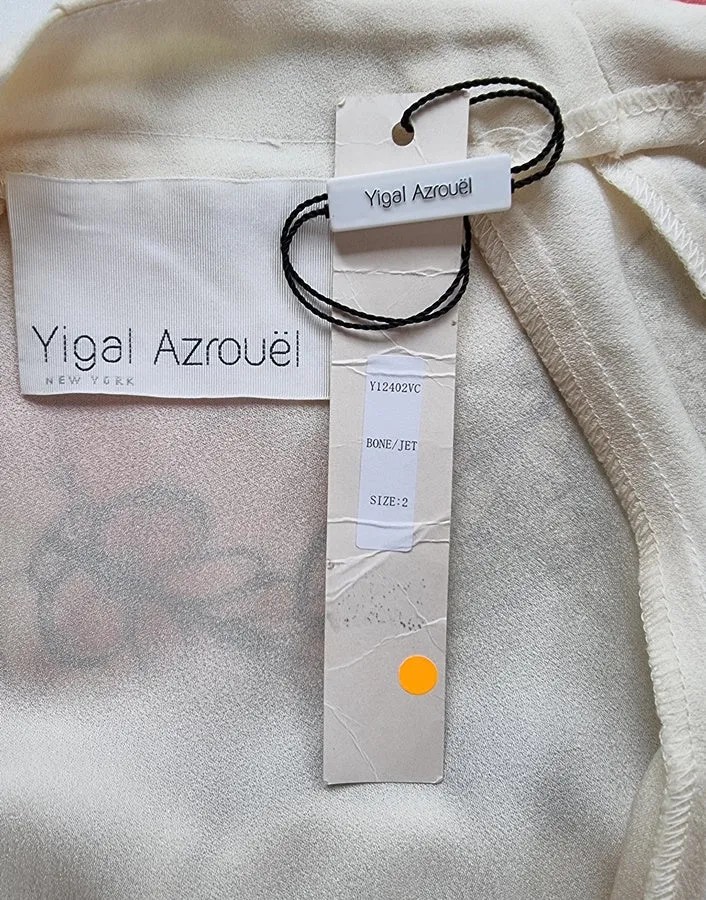 Yigal Azrouël
Yigal Azrouël
NEW YORK
Y12402VC
BONE/JET
SIZE:2